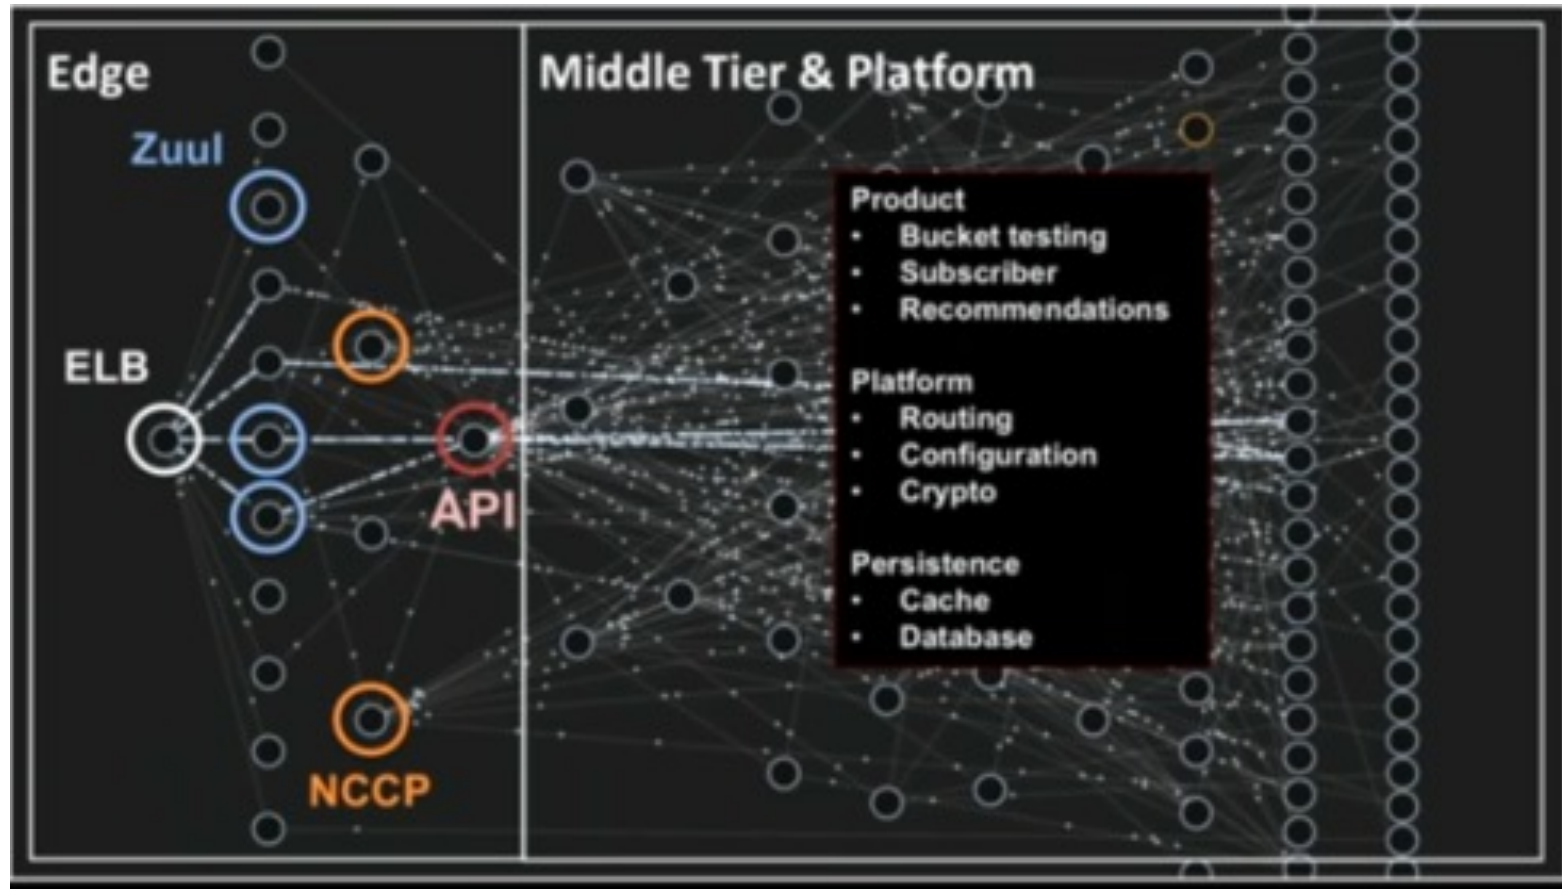 Edge
Middle Tier & Platform
Zuul
ELB
API
NCCP
Product
• Bucket testing
• Subscriber
• Recommendations
Platform
• Routing
• Configuration
• Crypto
Persistence
• Cache
• Database